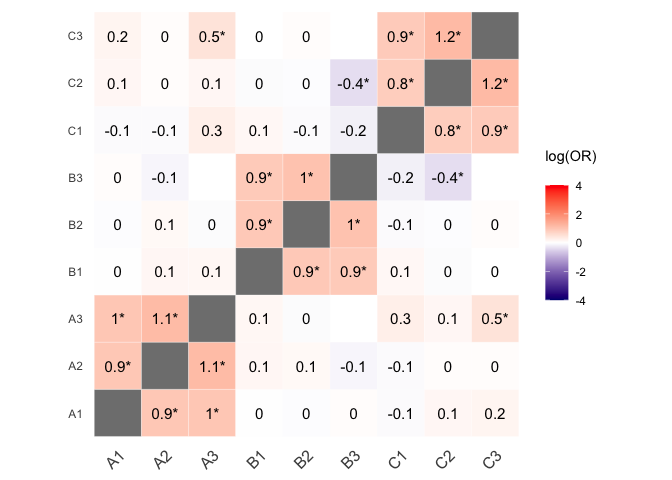 C3 0.2 0 0.5* 0 0 0.9* 1.2*
C2 0.1 0 0.1 0 0 -0.4* 0.8* 1.2*
C1 -0.1 -0.1 0.3 0.1 -0.1 -0.2 0.8* 0.9*
B3 0 -0.1 0.9* 1* -0.2 -0.4*
B2 0 0.1 0 0.9* 1* -0.1 0 0
B1 0 0.1 0.1 0.9* 0.9* 0.1 0 0
A3 1* 1.1* 0.1 0 0.3 0.1 0.5*
A2 0.9* 1.1* 0.1 0.1 -0.1 -0.1 0 0
A1 0.9* 1* 0 0 0 -0.1 0.1 0.2
A1 A2 A3 B1 B2 B3 C1 C2 C3
log(OR)
4
2
0
-2
-4